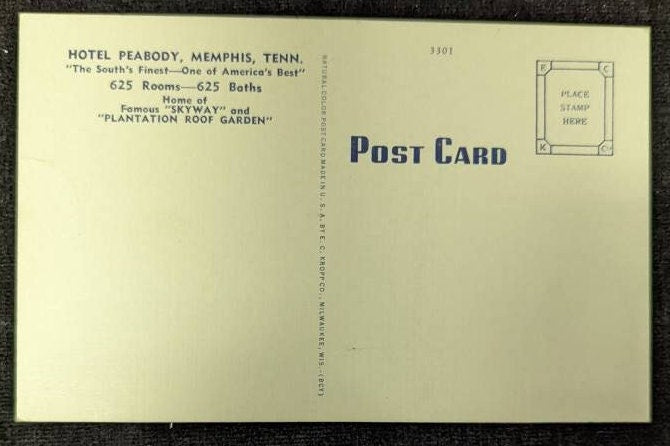 HOTEL PEABODY, MEMPHIS, TENN.
"The South's Finest—One of America's Best"
625 Rooms—625 Baths
Home of
Famous "SKYWAY" and
"PLANTATION ROOF GARDEN"
NATURAL COLOR POST CARD MADE IN U. S. A. BY E. C. KROPP CO., MILWAUKEE, WIS. (BCY)
3301
POST CARD
E C
PLACE
STAMP
HERE
K Co